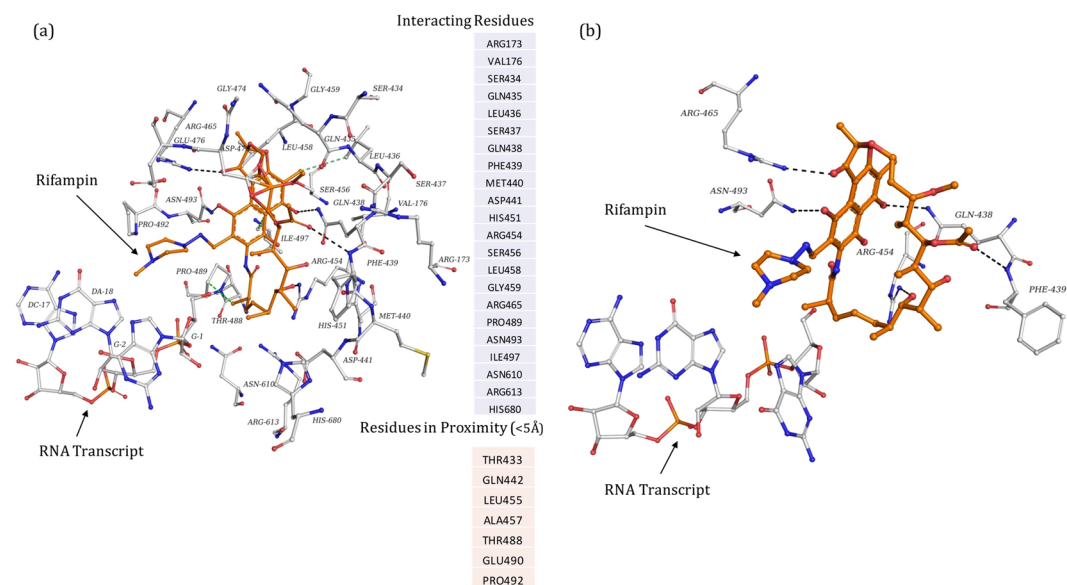 (a)
Interacting Residues
ARG173
VAL176
SER434
GLN435
LEU436
SER437
GLN438
PHE439
MET440
ASP441
HIS451
ARG454
SER456
LEU458
GLY459
ARG465
PRO489
ASN493
ILE497
ASN610
ARG613
HIS680
Residues in Proximity (<5Å)
THR433
GLN442
LEU455
ALA457
THR488
GLU490
PRO492
GLY-459
GLY-474
SER-434
ARG-465
GLU-476
LEU-458
LEU-436
SER-437
Rifampin
SER-456
ASN-493
GLN-438
VAL-176
PRO-492
ILE-497
PHE-439
ARG-454
ARG-173
PRO-489
DA-18
DC-17
THR-488
MET-440
G-1
HIS-451
G-2
ASP-441
ASN-610
ARG-613
HIS-680
RNA Transcript
(b)
ARG-465
ASN-493
GLN-438
Rifampin
ARG-454
PHE-439
RNA Transcript